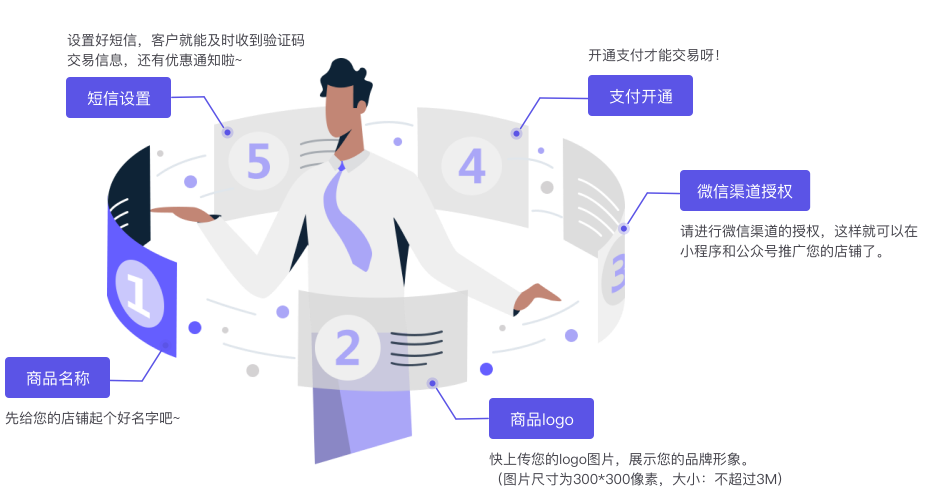 设置好短信，客户就能及时收到验证码
交易信息，还有优惠通知啦~
短信设置
开通支付才能交易呀！
支付开通
5
4
微信渠道授权
请进行微信渠道的授权，这样就可以在
小程序和公众号推广您的店铺了。
3
1
2
商品名称
先给您的店铺起个好名字吧~
商品logo
快上传您的logo图片，展示您的品牌形象。
（图片尺寸为300*300像素，大小：不超过3M）